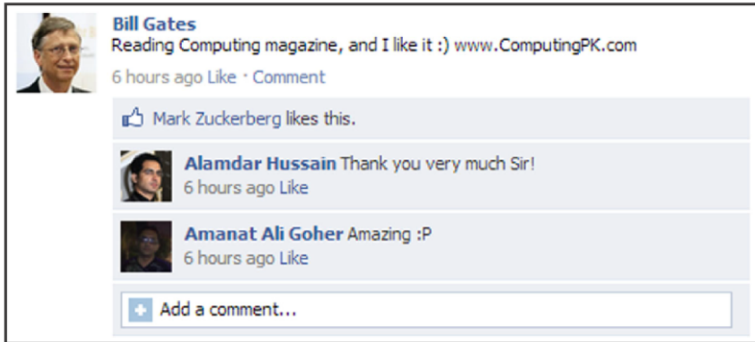 Bill Gates
Reading Computing magazine, and I like it :) www.ComputingPK.com
6 hours ago Like · Comment
Mark Zuckerberg likes this.
Alamdar Hussain Thank you very much Sir!
6 hours ago Like
Amanat Ali Goher Amazing :P
6 hours ago Like
Add a comment...